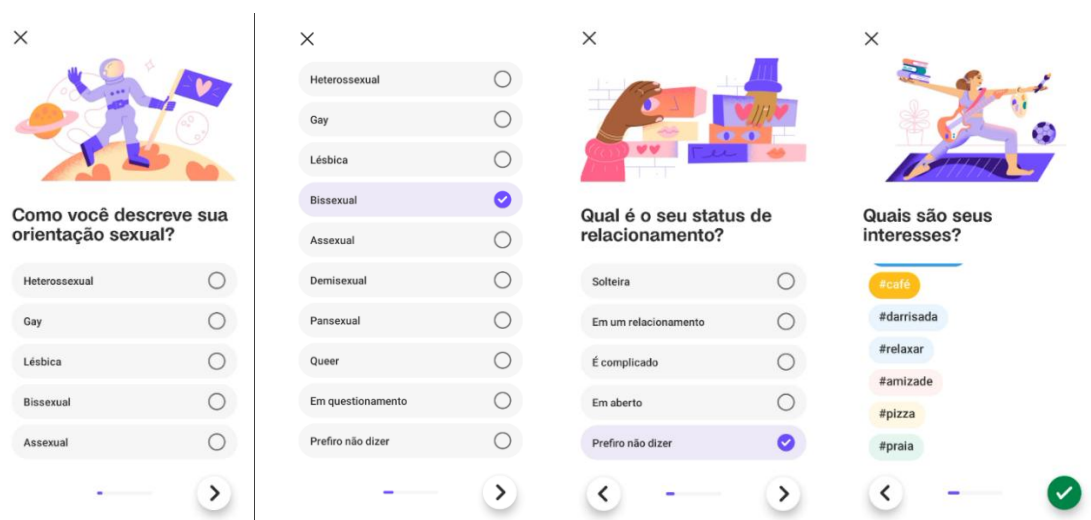 Como você descreve sua
orientação sexual?
Heterossexual
Gay
Lésbica
Bissexual
Assexual
Heterossexual
Gay
Lésbica
Bissexual
Assexual
Demisexual
Pansexual
Queer
Em questionamento
Prefiro não dizer
Qual é o seu status de
relacionamento?
Solteira
Em um relacionamento
É complicado
Em aberto
Prefiro não dizer
Quais são seus
interesses?
#café
#darrisada
#relaxar
#amizade
#pizza
#praia